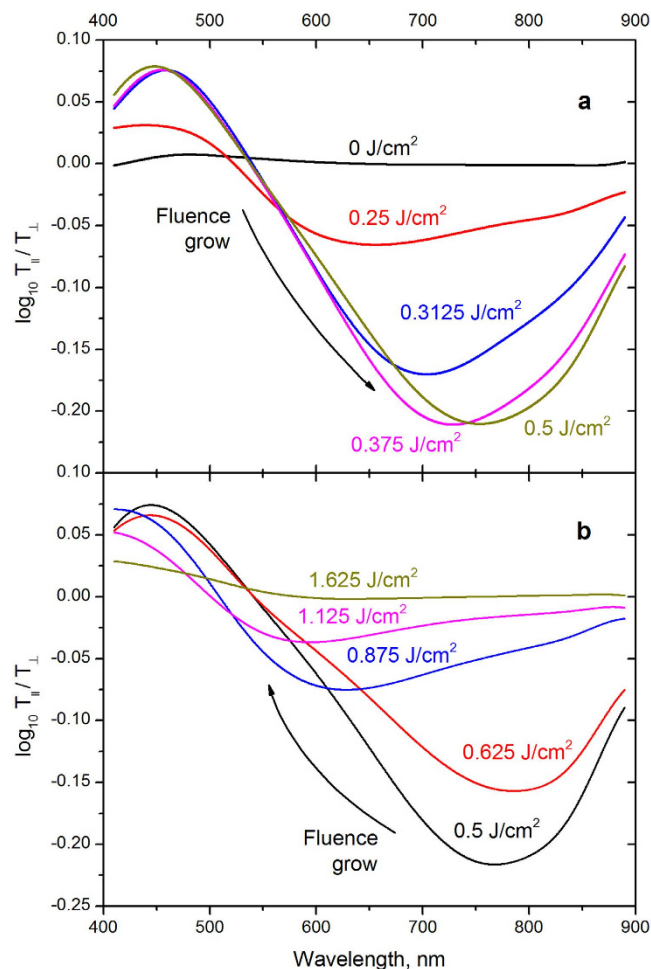 400 500 600 700 800 900
0.10
a
0.05
0 J/cm²
0.00
0.25 J/cm²
-0.05
Fluence
grow
log₁₀ T∥ / T⊥
-0.10
0.3125 J/cm²
-0.15
-0.20
0.375 J/cm²
0.5 J/cm²
0.10
b
0.05
1.625 J/cm²
0.00
1.125 J/cm²
0.875 J/cm²
-0.05
log₁₀ T∥ / T⊥
-0.10
0.625 J/cm²
-0.15
0.5 J/cm²
Fluence
grow
-0.20
-0.25
400 500 600 700 800 900
Wavelength, nm